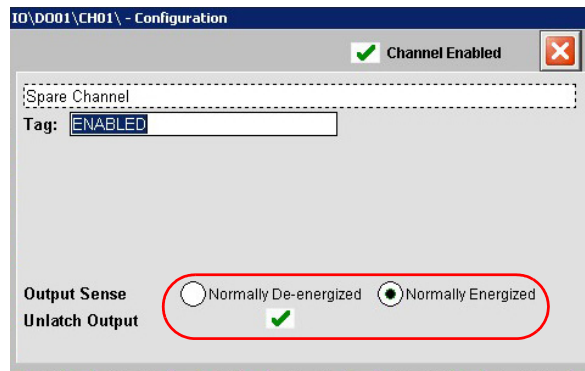 IO\DO01\CH01\ - Configuration
Channel Enabled
Spare Channel
Tag: ENABLED
Output Sense Normally De-energized Normally Energized
Unlatch Output